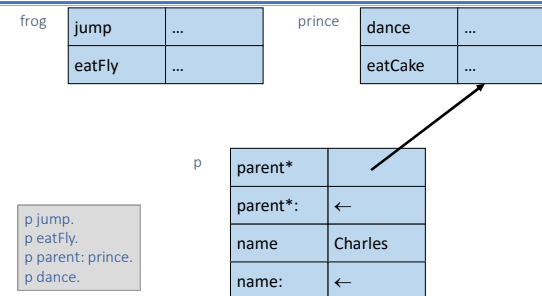 frog
jump ...
eatFly ...
prince
dance ...
eatCake ...
p
parent*
parent*: ←
name Charles
name: ←
p jump.
p eatFly.
p parent: prince.
p dance.